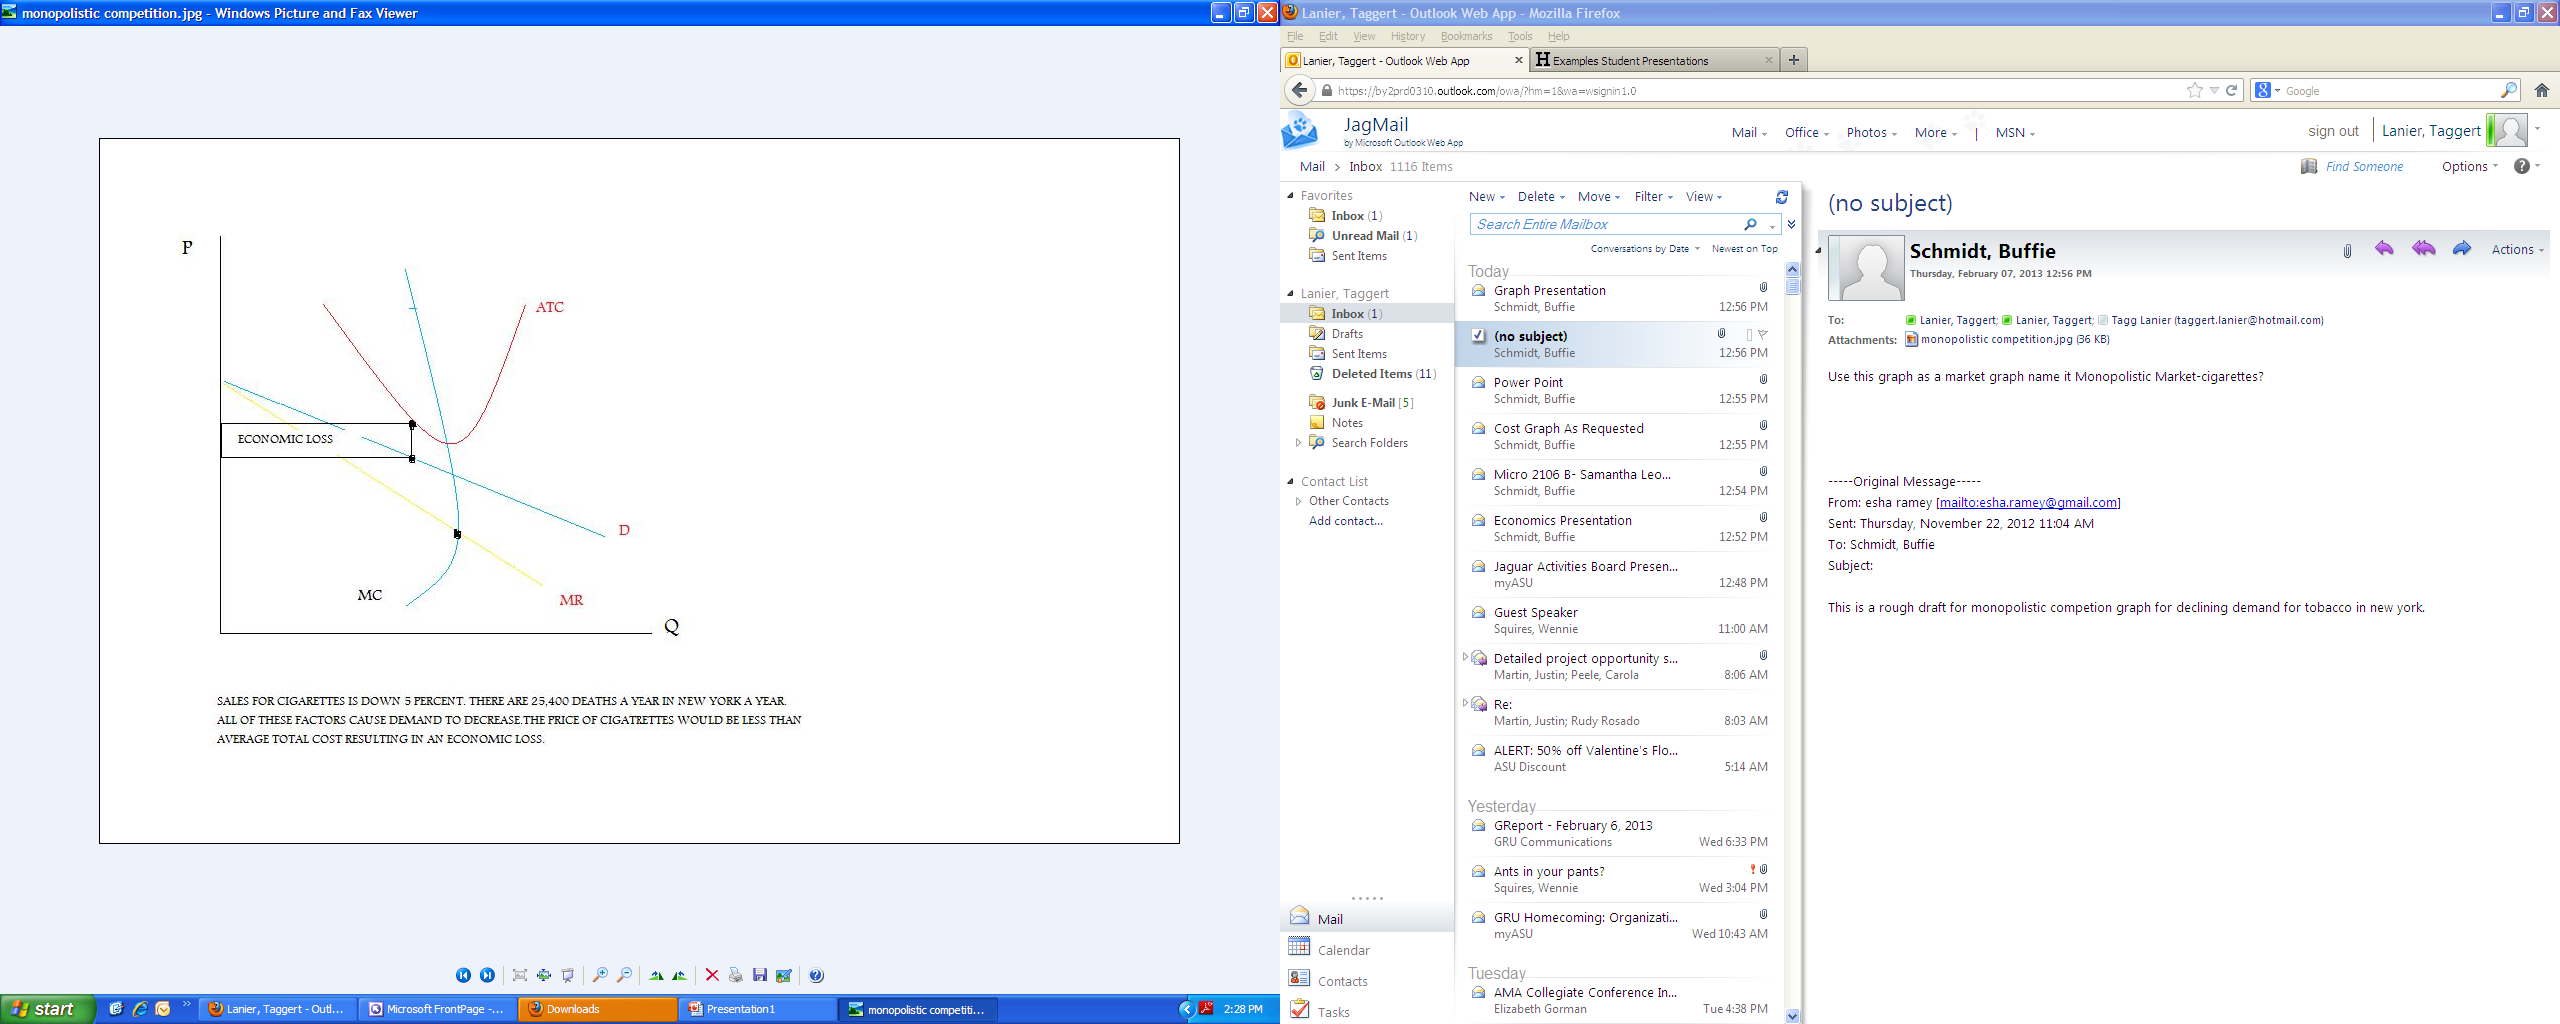 monopolistic competition.jpg - Windows Picture and Fax Viewer
P
ATC
ECONOMIC LOSS
D
MC
MR
Q
SALES FOR CIGARETTES IS DOWN 5 PERCENT. THERE ARE 25,400 DEATHS A YEAR IN NEW YORK A YEAR.
ALL OF THESE FACTORS CAUSE DEMAND TO DECREASE.THE PRICE OF CIGATRETTES WOULD BE LESS THAN
AVERAGE TOTAL COST RESULTING IN AN ECONOMIC LOSS.
start
Lanier, Taggert - Outl...
Microsoft FrontPage -...
Downloads
Presentation1
monopolistic competiti...
2:28 PM
Lanier, Taggert - Outlook Web App - Mozilla Firefox
File Edit View History Bookmarks Tools Help
Lanier, Taggert - Outlook Web App
Examples Student Presentations
https://by2prd0310.outlook.com/owa/?hm=1&wa=wsignin1.0
Google
JagMail
by Microsoft Outlook Web App
Mail Office Photos More | MSN
sign out Lanier, Taggert
Mail > Inbox 1116 Items
Find Someone Options
Favorites
Inbox (1)
Unread Mail (1)
Sent Items
Lanier, Taggert
Inbox (1)
Drafts
Sent Items
Deleted Items (11)
Junk E-Mail [5]
Notes
Search Folders
Contact List
Other Contacts
Add contact...
Mail
Calendar
Contacts
Tasks
New Delete Move Filter View
Search Entire Mailbox
Conversations by Date Newest on Top
Today
Graph Presentation
Schmidt, Buffie 12:56 PM
(no subject)
Schmidt, Buffie 12:56 PM
Power Point
Schmidt, Buffie 12:55 PM
Cost Graph As Requested
Schmidt, Buffie 12:55 PM
Micro 2106 B- Samantha Leo...
Schmidt, Buffie 12:54 PM
Economics Presentation
Schmidt, Buffie 12:52 PM
Jaguar Activities Board Presen...
myASU 12:48 PM
Guest Speaker
Squires, Wennie 11:00 AM
Detailed project opportunity s...
Martin, Justin; Peele, Carola 8:06 AM
Re:
Martin, Justin; Rudy Rosado 8:03 AM
ALERT: 50% off Valentine's Flo...
ASU Discount 5:14 AM
Yesterday
GReport - February 6, 2013
GRU Communications Wed 6:33 PM
Ants in your pants?
Squires, Wennie Wed 3:04 PM
GRU Homecoming: Organizati...
myASU Wed 10:43 AM
Tuesday
AMA Collegiate Conference In...
Elizabeth Gorman Tue 4:38 PM
(no subject)
Schmidt, Buffie
Actions
Thursday, February 07, 2013 12:56 PM
To: Lanier, Taggert; Lanier, Taggert; Tagg Lanier (taggert.lanier@hotmail.com)
Attachments: monopolistic competition.jpg (36 KB)
Use this graph as a market graph name it Monopolistic Market-cigarettes?
-----Original Message-----
From: esha ramey [mailto:esha.ramey@gmail.com]
Sent: Thursday, November 22, 2012 11:04 AM
To: Schmidt, Buffie
Subject:
This is a rough draft for monopolistic competion graph for declining demand for tobacco in new york.